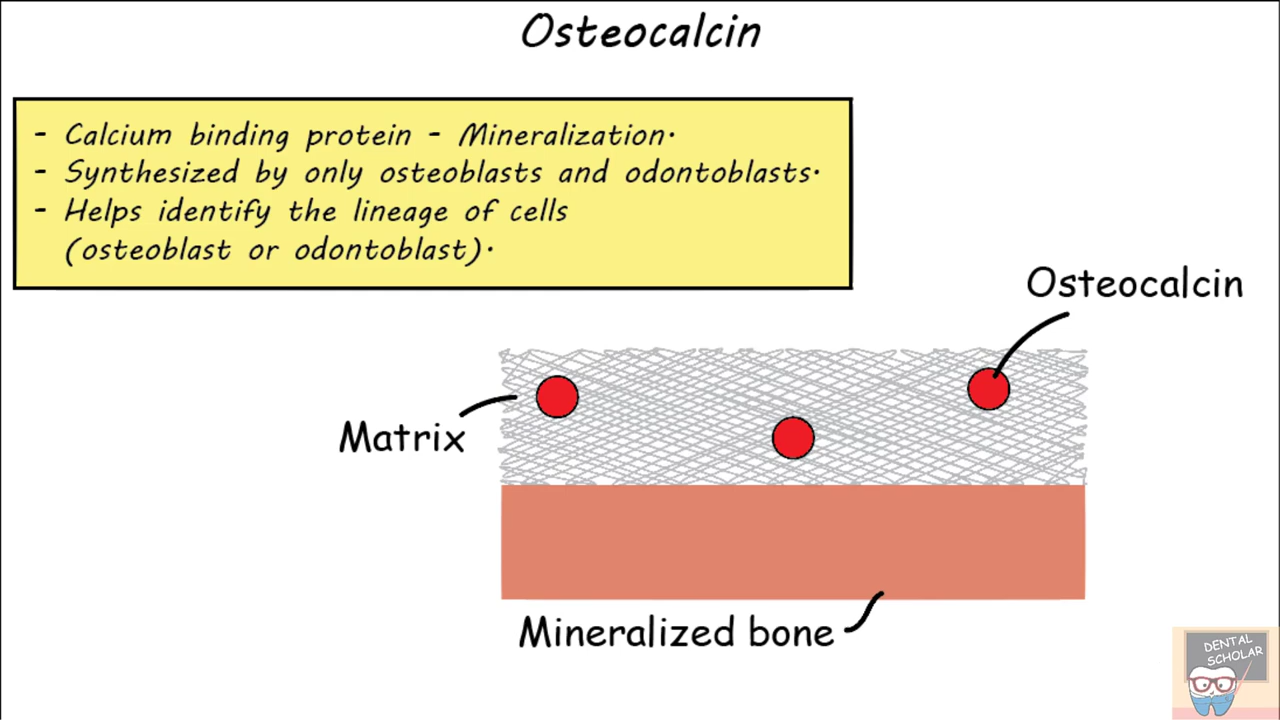 Osteocalcin
- Calcium binding protein - Mineralization.
- Synthesized by only osteoblasts and odontoblasts.
- Helps identify the lineage of cells
(osteoblast or odontoblast).
Osteocalcin
Matrix
Mineralized bone
DENTAL
SCHOLAR